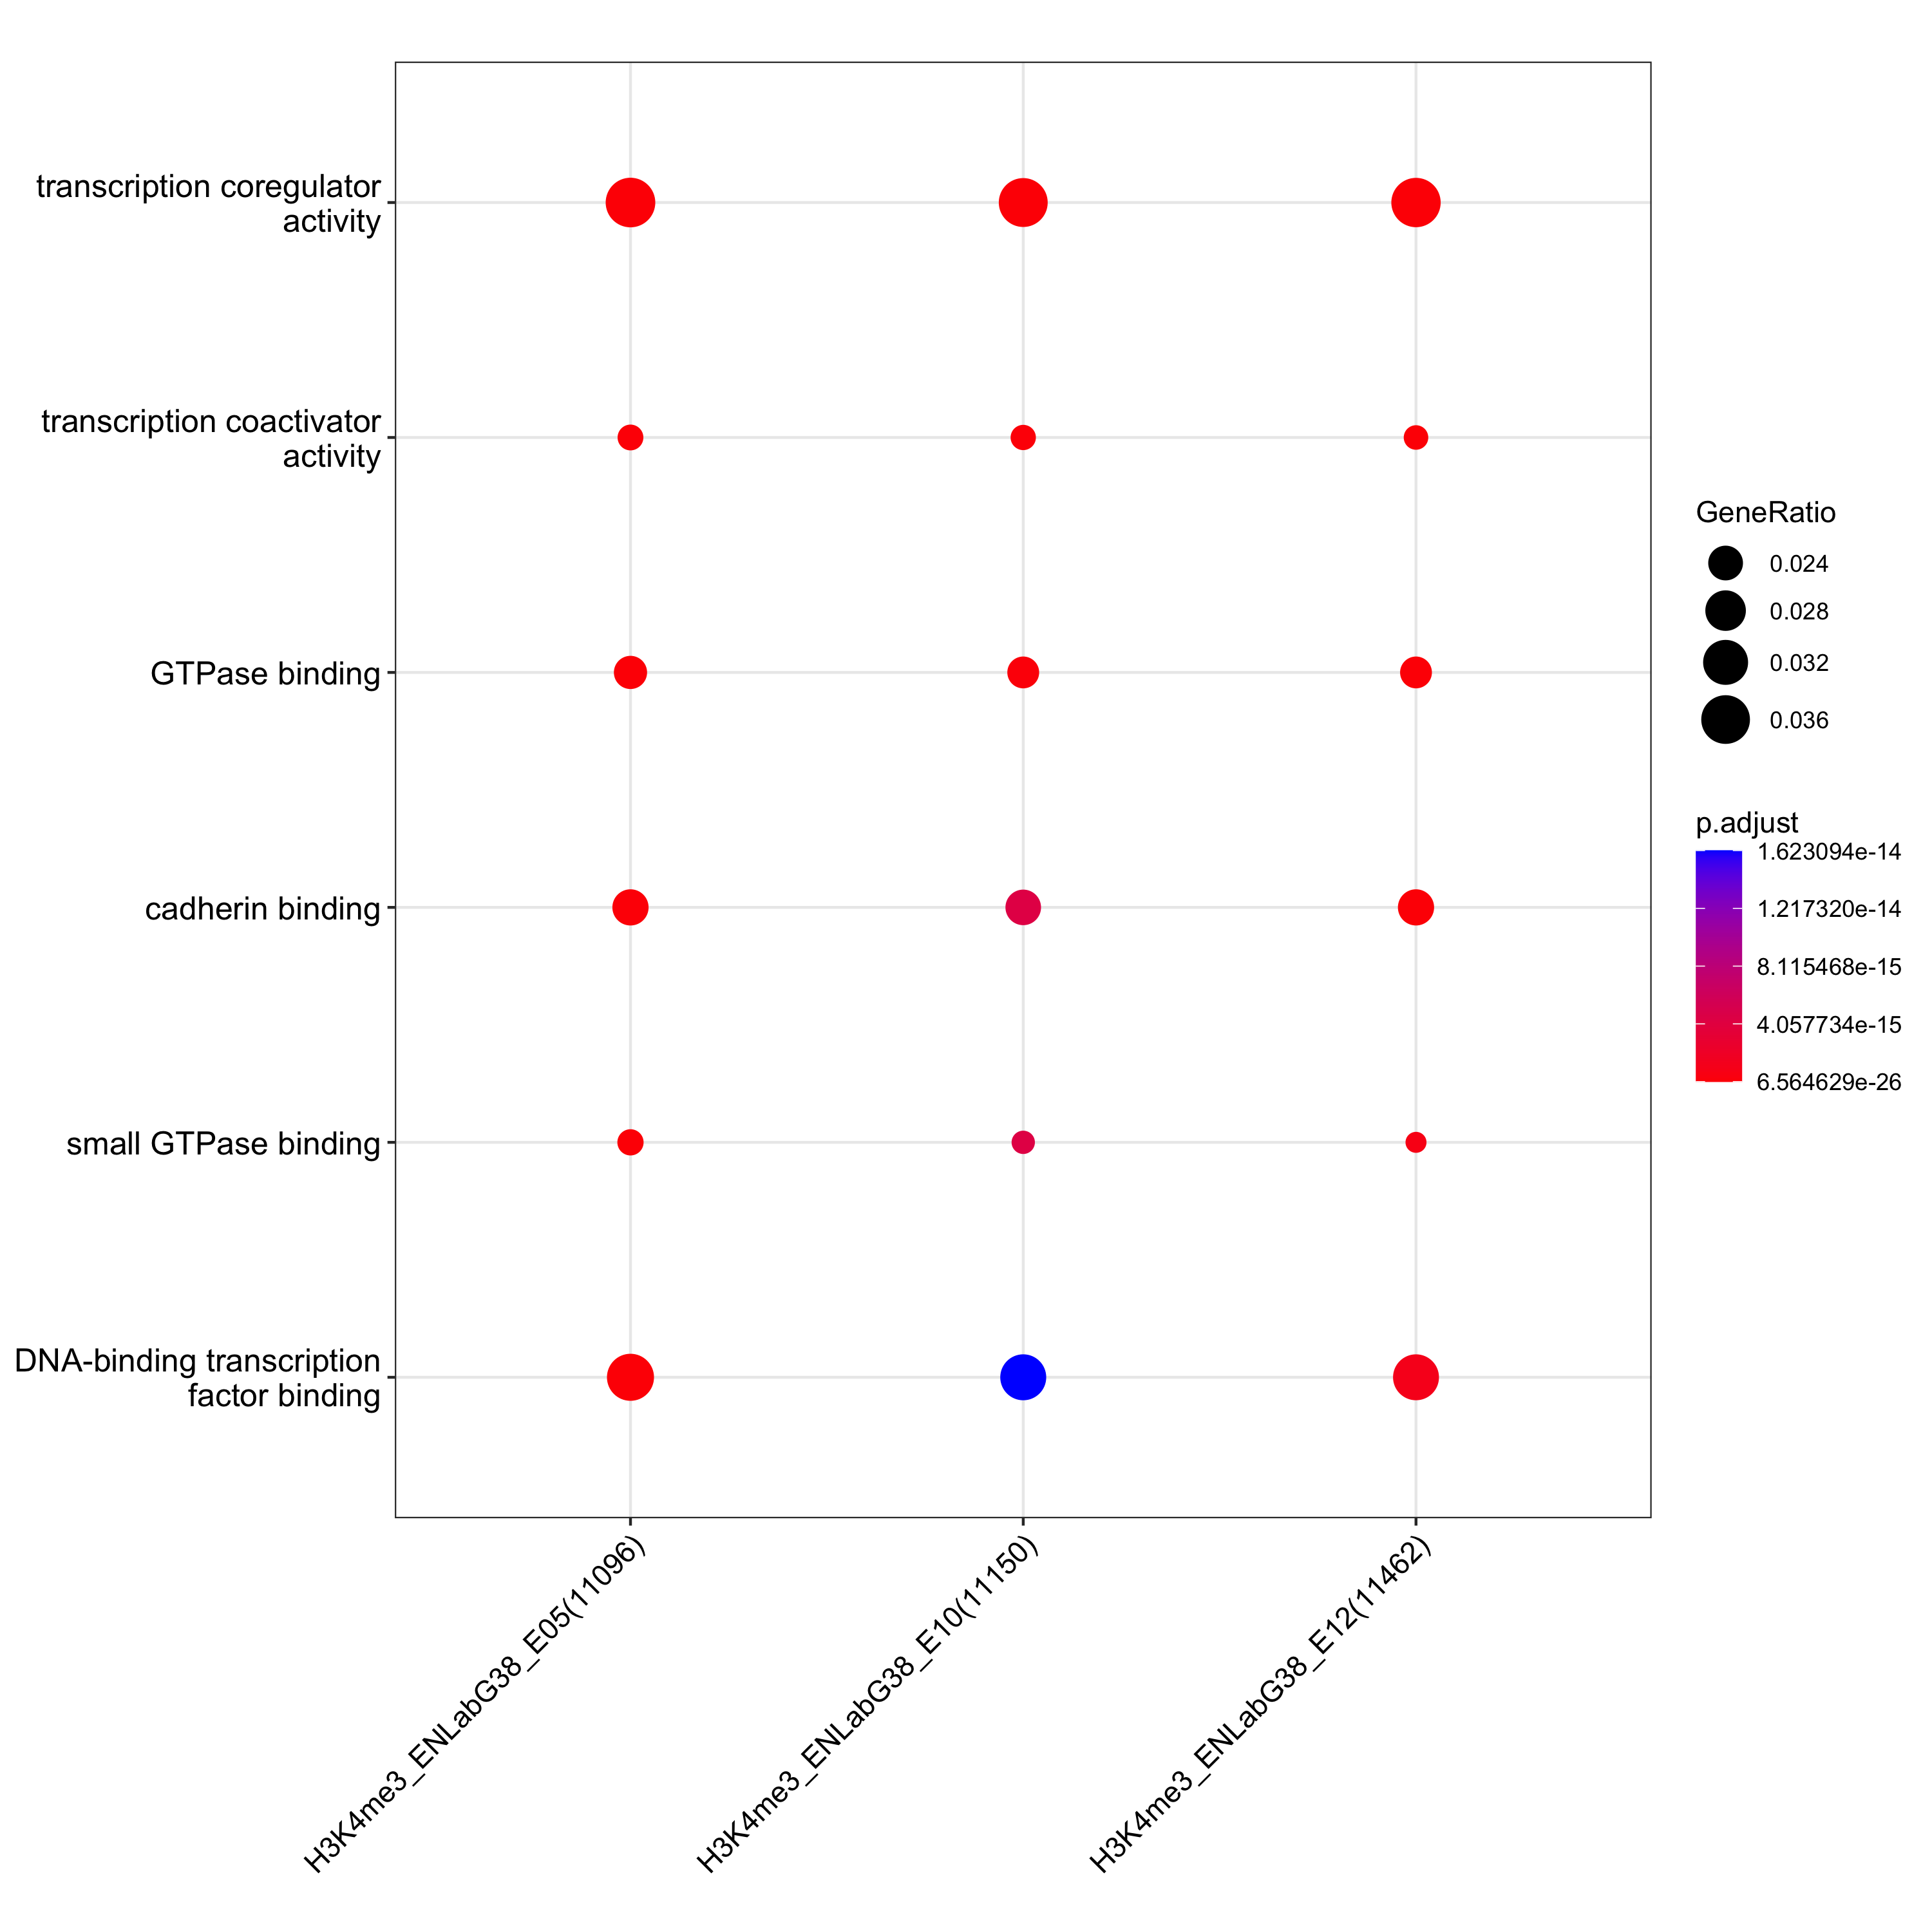 transcription coregulator
activity
transcription coactivator
activity
GTPase binding
cadherin binding
small GTPase binding
DNA-binding transcription
factor binding
H3K4me3_ENLabG38_E05(11096)
H3K4me3_ENLabG38_E10(11150)
H3K4me3_ENLabG38_E12(11462)
GeneRatio
0.024
0.028
0.032
0.036
p.adjust
1.623094e-14
1.217320e-14
8.115468e-15
4.057734e-15
6.564629e-26